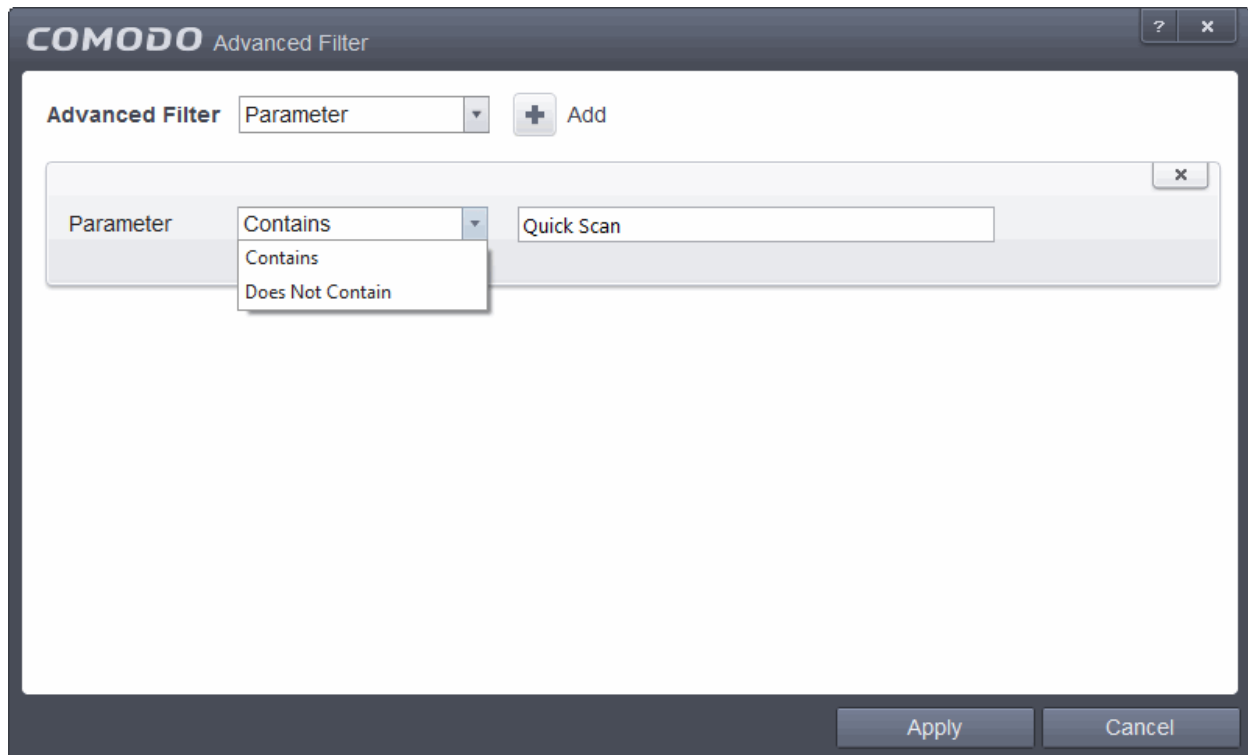 COMODO Advanced Filter ? x
Advanced Filter Parameter + Add
x
Parameter Contains Quick Scan
Contains
Does Not Contain
Apply Cancel